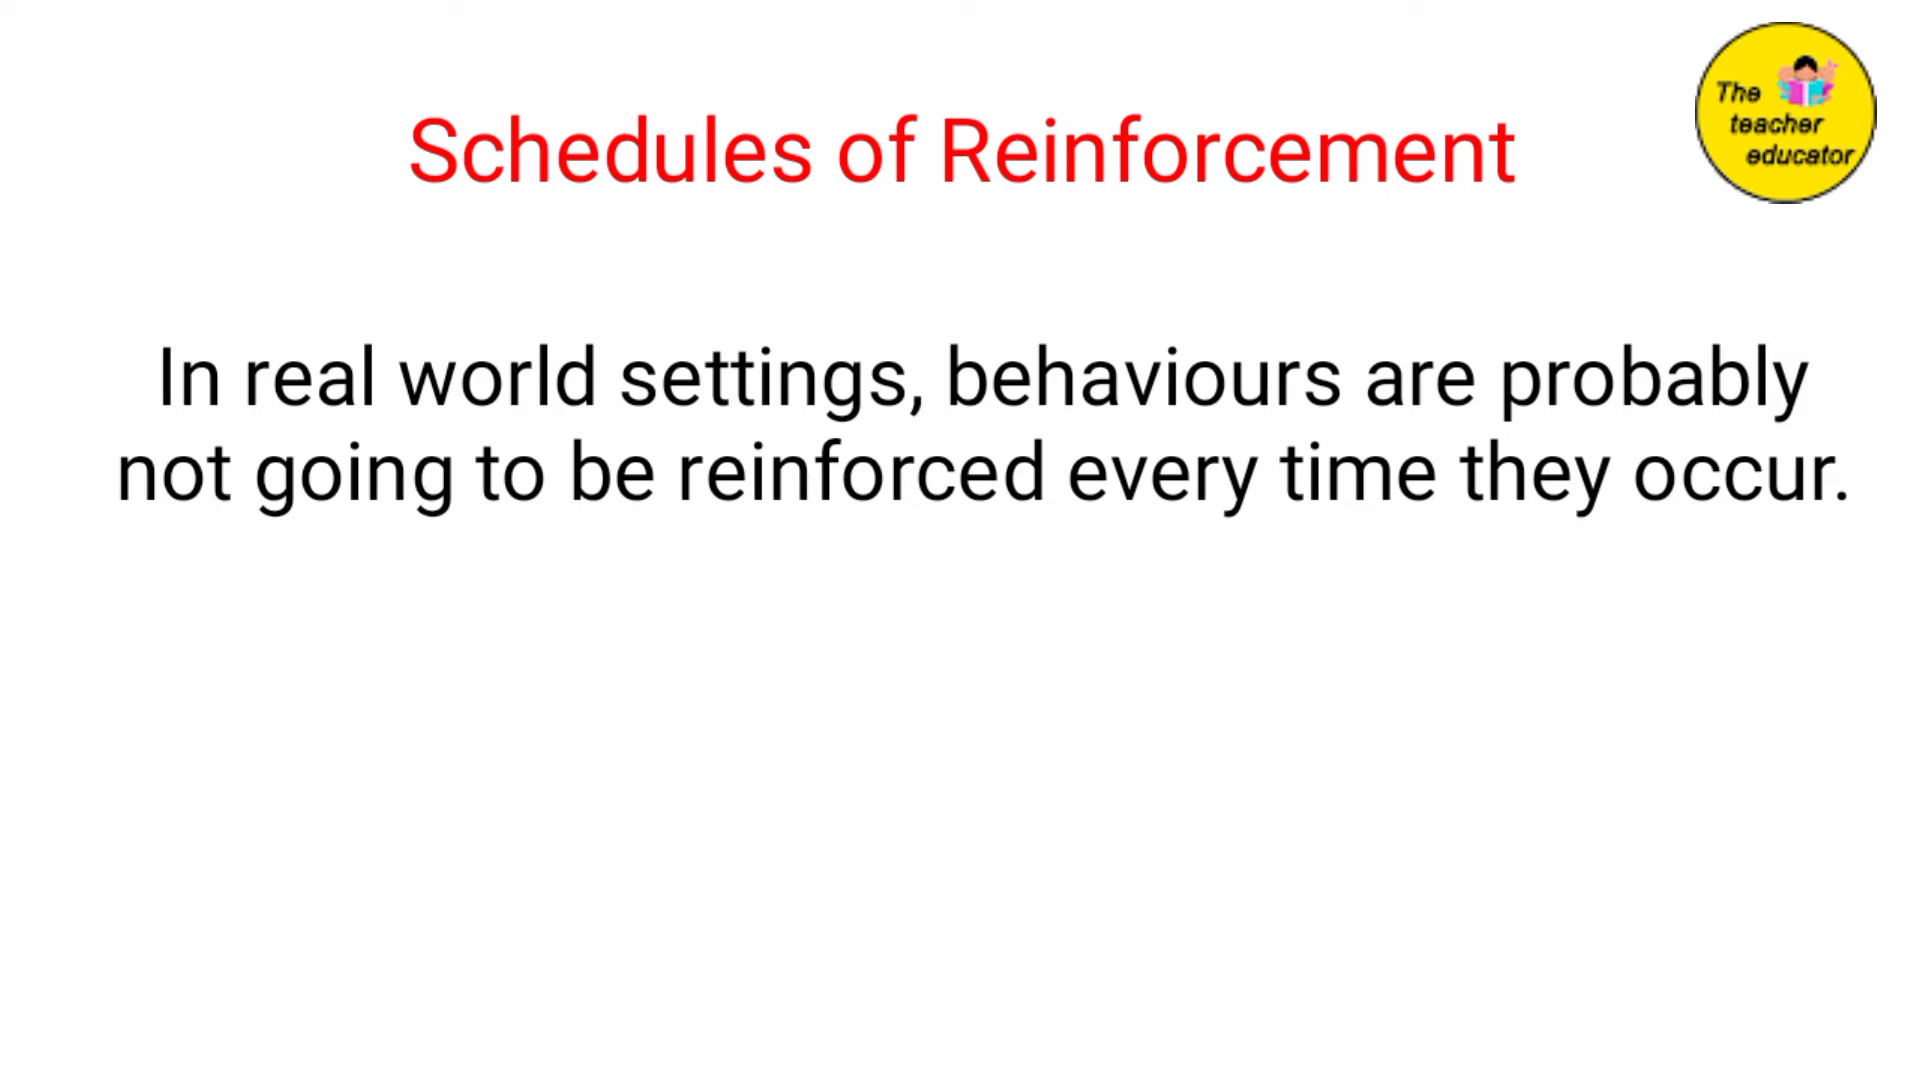 The
teacher
educator
Schedules of Reinforcement
In real world settings, behaviours are probably
not going to be reinforced every time they occur.